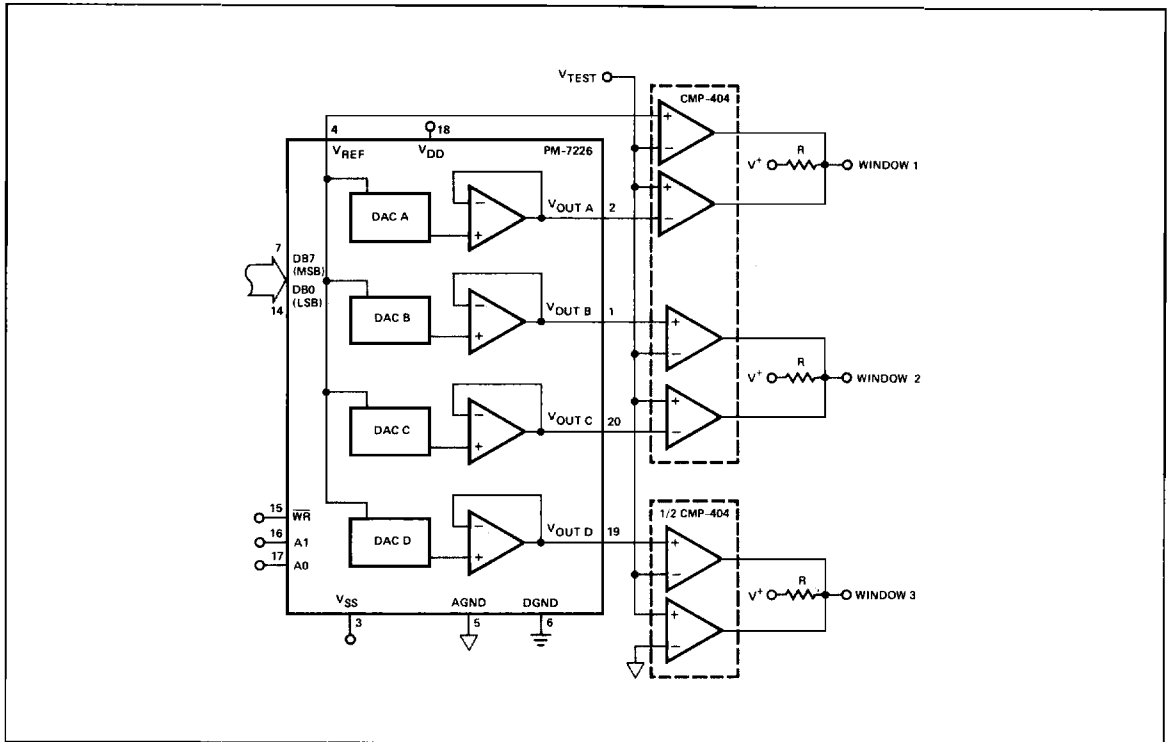 VTEST
CMP-404
4
18
VREF
VDD
PM-7226
+
−
R
V+
WINDOW 1
+
−
DAC A
−
+
VOUT A
2
7
DB7
(MSB)
DB0
(LSB)
14
DAC B
−
+
VOUT B
1
+
−
R
V+
WINDOW 2
+
−
DAC C
−
+
VOUT C
20
15
WR
16
A1
17
A0
DAC D
−
+
VOUT D
19
1/2 CMP-404
+
−
R
V+
WINDOW 3
+
−
VSS
3
AGND
5
DGND
6